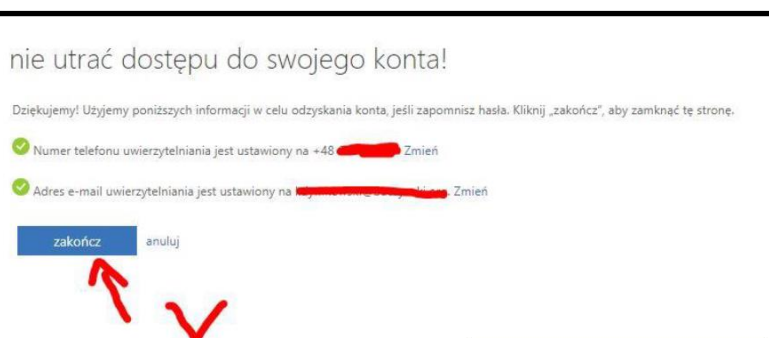 nie utrać dostępu do swojego konta!
Dziękujemy! Użyjemy poniższych informacji w celu odzyskania konta, jeśli zapomnisz hasła. Kliknij „zakończ”, aby zamknąć tę stronę.
Numer telefonu uwierzytelniania jest ustawiony na +48 Zmień
Adres e-mail uwierzytelniania jest ustawiony na Zmień
zakończ anuluj